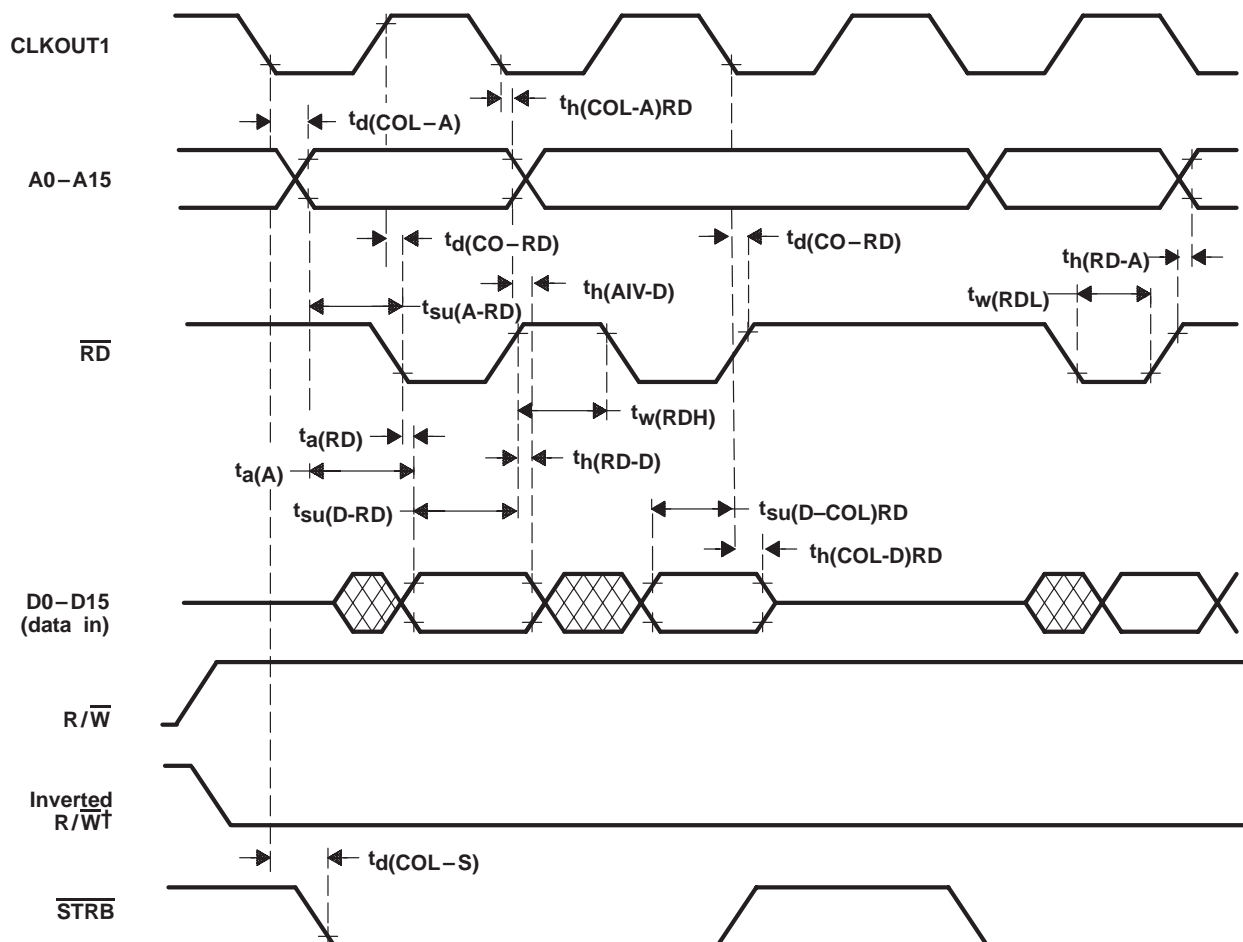 CLKOUT1
th(COL-A)RD
td(COL–A)
A0–A15
td(CO–RD)
td(CO–RD)
th(RD-A)
th(AIV-D)
tsu(A-RD)
tw(RDL)
RD
tw(RDH)
ta(RD)
th(RD-D)
ta(A)
tsu(D-RD)
tsu(D–COL)RD
th(COL-D)RD
D0–D15
(data in)
R/W
Inverted
R/W†
td(COL–S)
STRB